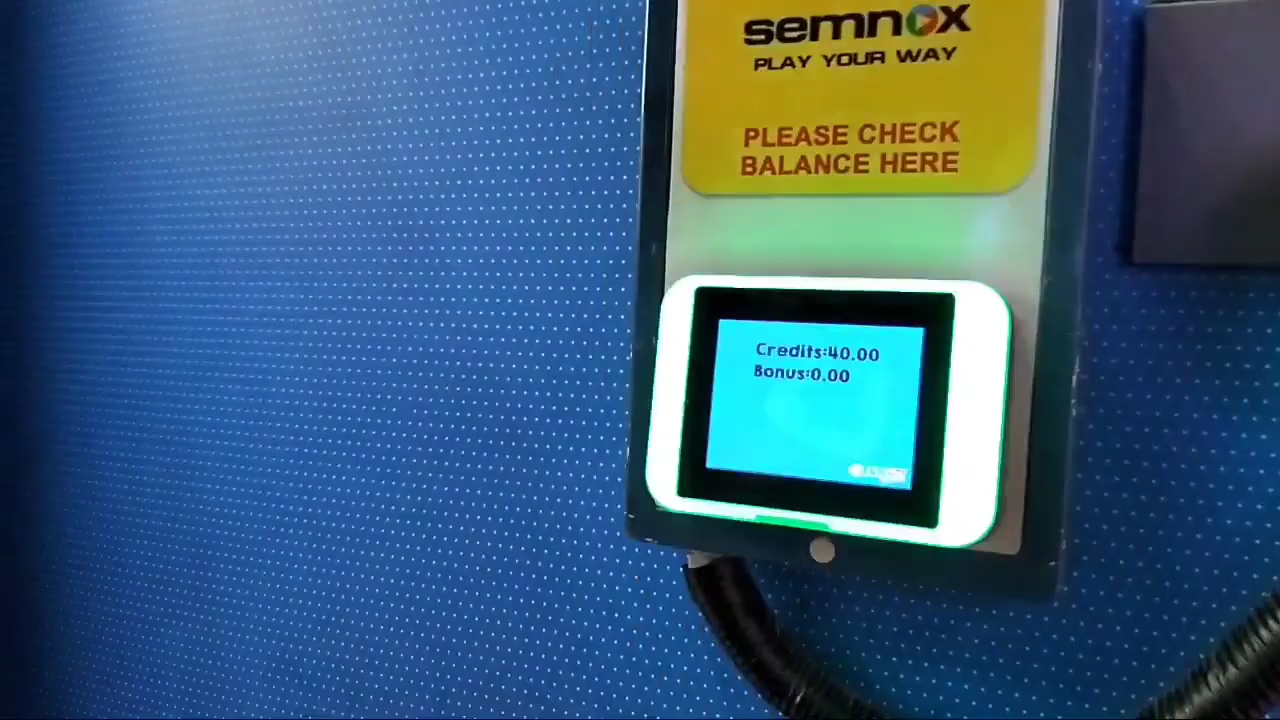 semnox
PLAY YOUR WAY
PLEASE CHECK
BALANCE HERE
Credits:40.00
Bonus:0.00